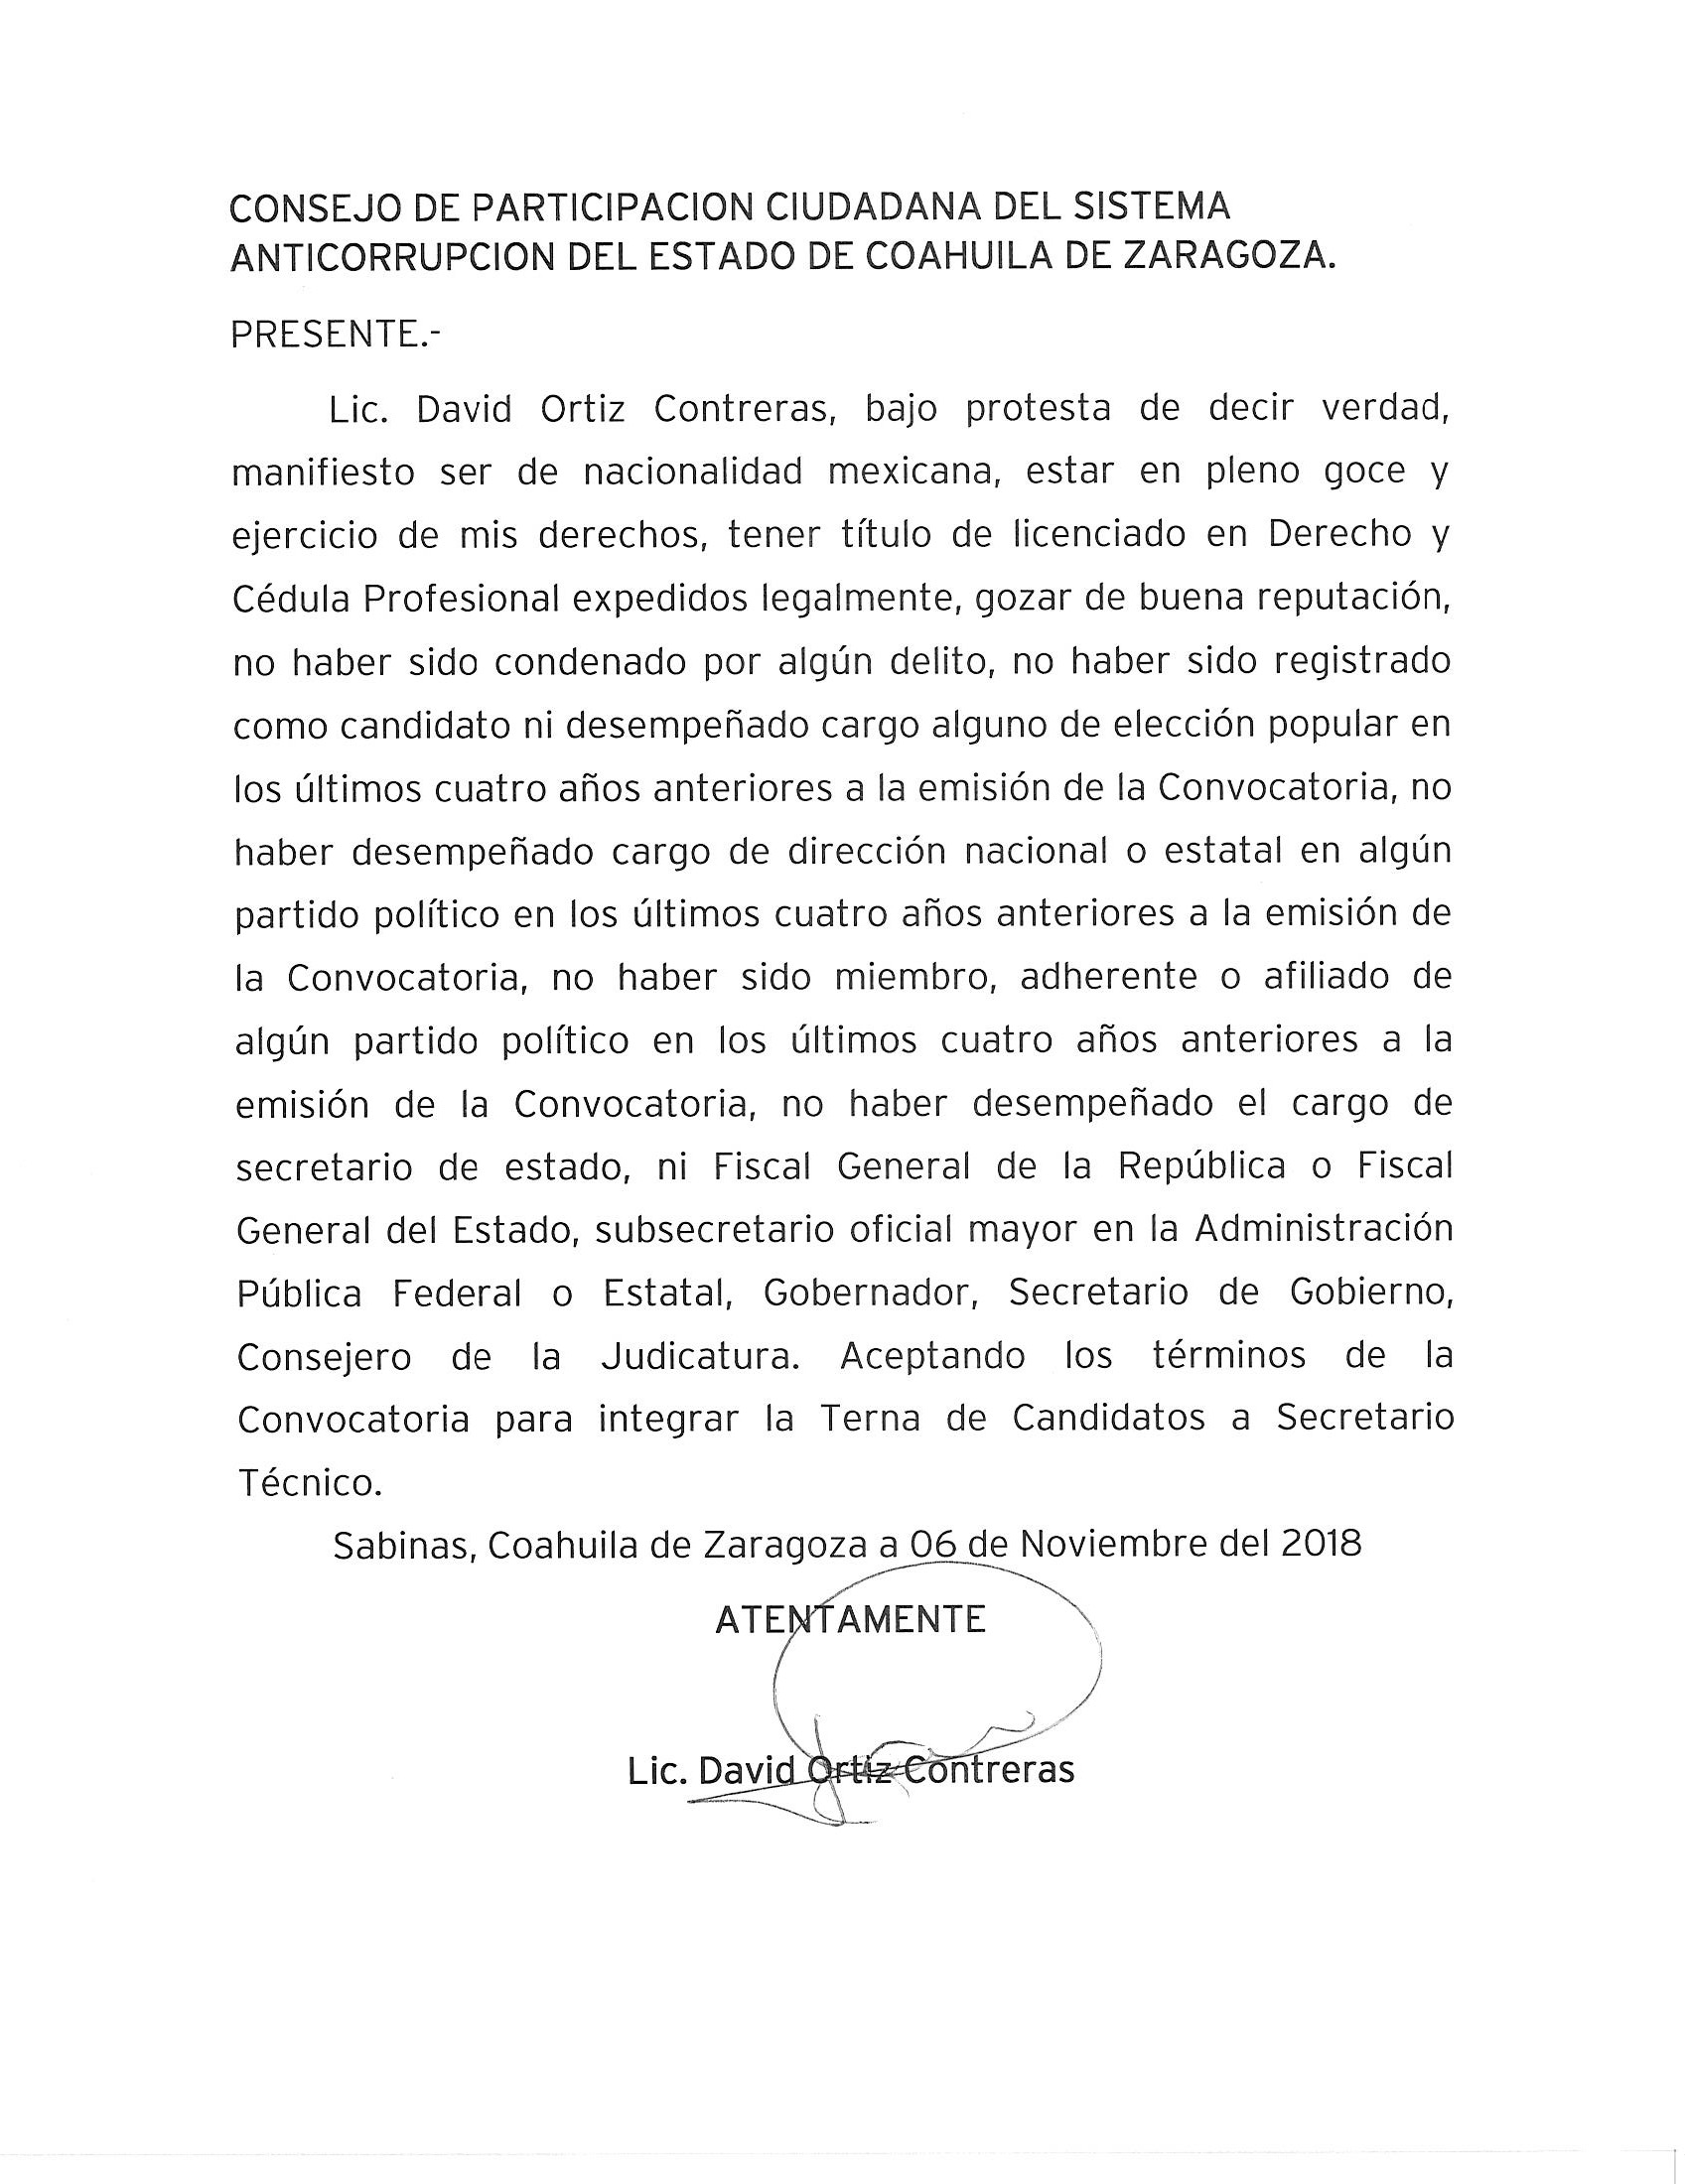 CONSEJO DE PARTICIPACION CIUDADANA DEL SISTEMA
ANTICORRUPCION DEL ESTADO DE COAHUILA DE ZARAGOZA.
PRESENTE.-
Lic. David Ortiz Contreras, bajo protesta de decir verdad,
manifiesto ser de nacionalidad mexicana, estar en pleno goce y
ejercicio de mis derechos, tener título de licenciado en Derecho y
Cédula Profesional expedidos legalmente, gozar de buena reputación,
no haber sido condenado por algún delito, no haber sido registrado
como candidato ni desempeñado cargo alguno de elección popular en
los últimos cuatro años anteriores a la emisión de la Convocatoria, no
haber desempeñado cargo de dirección nacional o estatal en algún
partido político en los últimos cuatro años anteriores a la emisión de
la Convocatoria, no haber sido miembro, adherente o afiliado de
algún partido político en los últimos cuatro años anteriores a la
emisión de la Convocatoria, no haber desempeñado el cargo de
secretario de estado, ni Fiscal General de la República o Fiscal
General del Estado, subsecretario oficial mayor en la Administración
Pública Federal o Estatal, Gobernador, Secretario de Gobierno,
Consejero de la Judicatura. Aceptando los términos de la
Convocatoria para integrar la Terna de Candidatos a Secretario
Técnico.
Sabinas, Coahuila de Zaragoza a 06 de Noviembre del 2018
ATENTAMENTE
Lic. David Ortiz Contreras